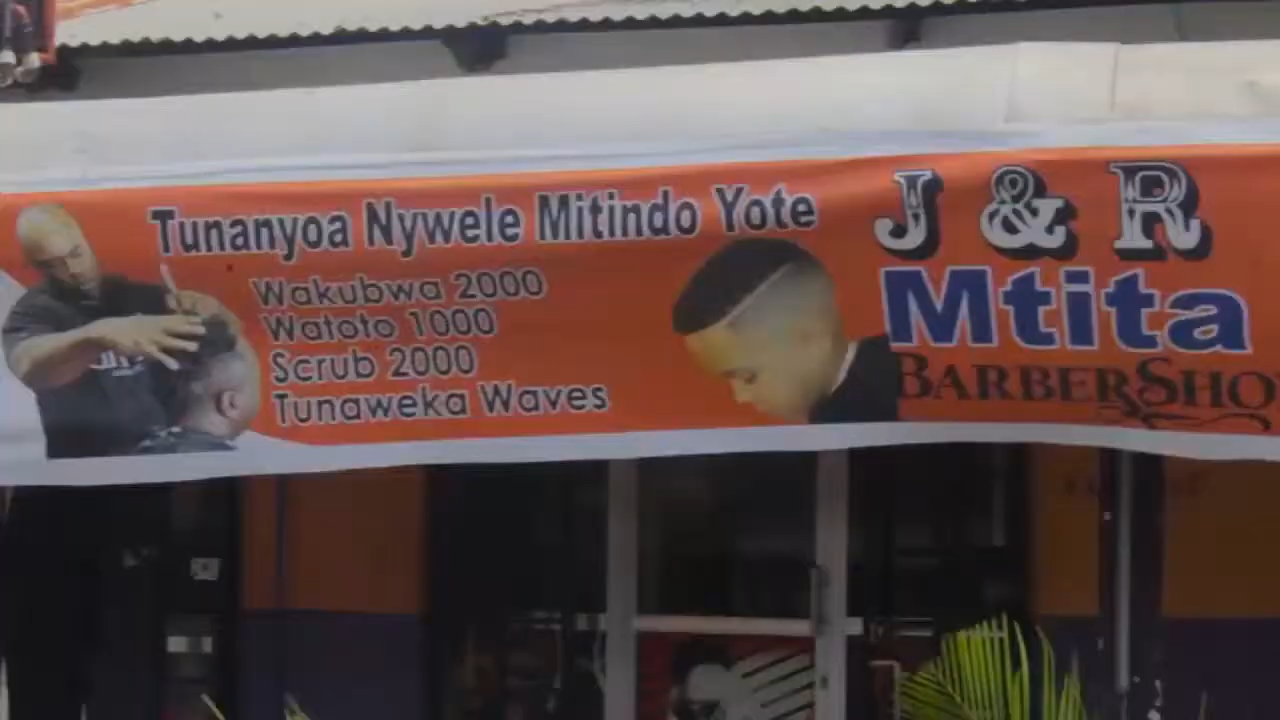 Tunanyoa Nywele Mitindo Yote
Wakubwa 2000
Watoto 1000
Scrub 2000
Tunaweka Waves
J & R
Mtita
BARBERSHO